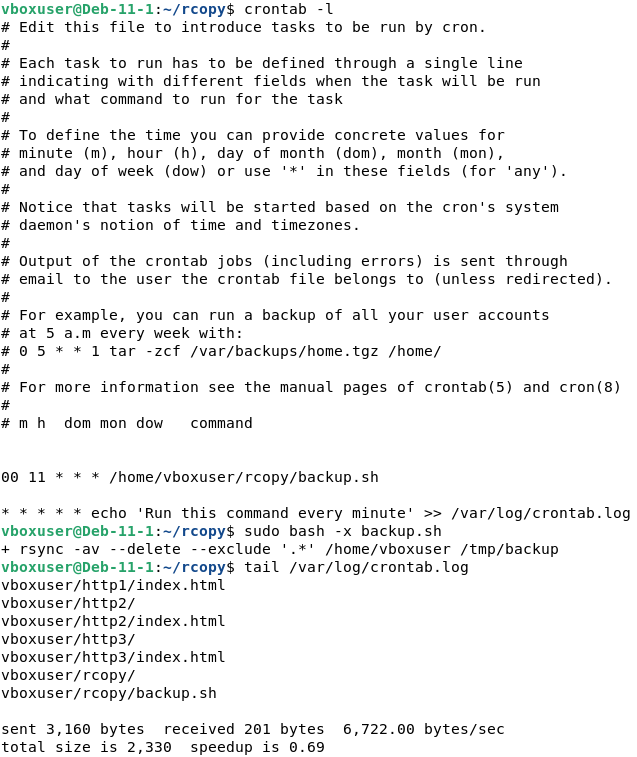 vboxuser@Deb-11-1:~/rcopy$ crontab -l
# Edit this file to introduce tasks to be run by cron.
#
# Each task to run has to be defined through a single line
# indicating with different fields when the task will be run
# and what command to run for the task
#
# To define the time you can provide concrete values for
# minute (m), hour (h), day of month (dom), month (mon),
# and day of week (dow) or use '*' in these fields (for 'any').
#
# Notice that tasks will be started based on the cron's system
# daemon's notion of time and timezones.
#
# Output of the crontab jobs (including errors) is sent through
# email to the user the crontab file belongs to (unless redirected).
#
# For example, you can run a backup of all your user accounts
# at 5 a.m every week with:
# 0 5 * * 1 tar -zcf /var/backups/home.tgz /home/
#
# For more information see the manual pages of crontab(5) and cron(8)
#
# m h  dom mon dow   command
00 11 * * * /home/vboxuser/rcopy/backup.sh
* * * * * echo 'Run this command every minute' >> /var/log/crontab.log
vboxuser@Deb-11-1:~/rcopy$ sudo bash -x backup.sh
+ rsync -av --delete --exclude '.*' /home/vboxuser /tmp/backup
vboxuser@Deb-11-1:~/rcopy$ tail /var/log/crontab.log
vboxuser/http1/index.html
vboxuser/http2/
vboxuser/http2/index.html
vboxuser/http3/
vboxuser/http3/index.html
vboxuser/rcopy/
vboxuser/rcopy/backup.sh
sent 3,160 bytes  received 201 bytes  6,722.00 bytes/sec
total size is 2,330  speedup is 0.69